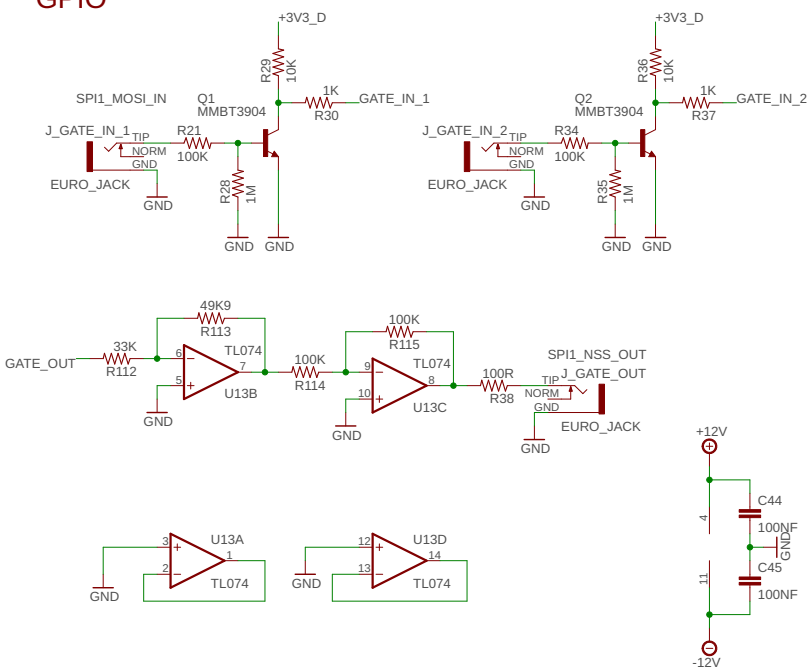 GPIO
+3V3_D
R29
10K
SPI1_MOSI_IN
Q1
MMBT3904
1K
R30
GATE_IN_1
J_GATE_IN_1
TIP
NORM
GND
R21
100K
EURO_JACK
R28
1M
GND
GND
GND
+3V3_D
R36
10K
Q2
MMBT3904
1K
R37
GATE_IN_2
J_GATE_IN_2
TIP
NORM
GND
R34
100K
EURO_JACK
R35
1M
GND
GND
GND
49K9
R113
GATE_OUT
33K
R112
6
5
7
TL074
U13B
GND
100K
R114
100K
R115
9
10
8
TL074
U13C
GND
100R
R38
SPI1_NSS_OUT
J_GATE_OUT
TIP
NORM
GND
EURO_JACK
GND
+12V
4
C44
100NF
GND
C45
100NF
11
-12V
3
2
1
U13A
TL074
GND
12
13
14
U13D
TL074
GND